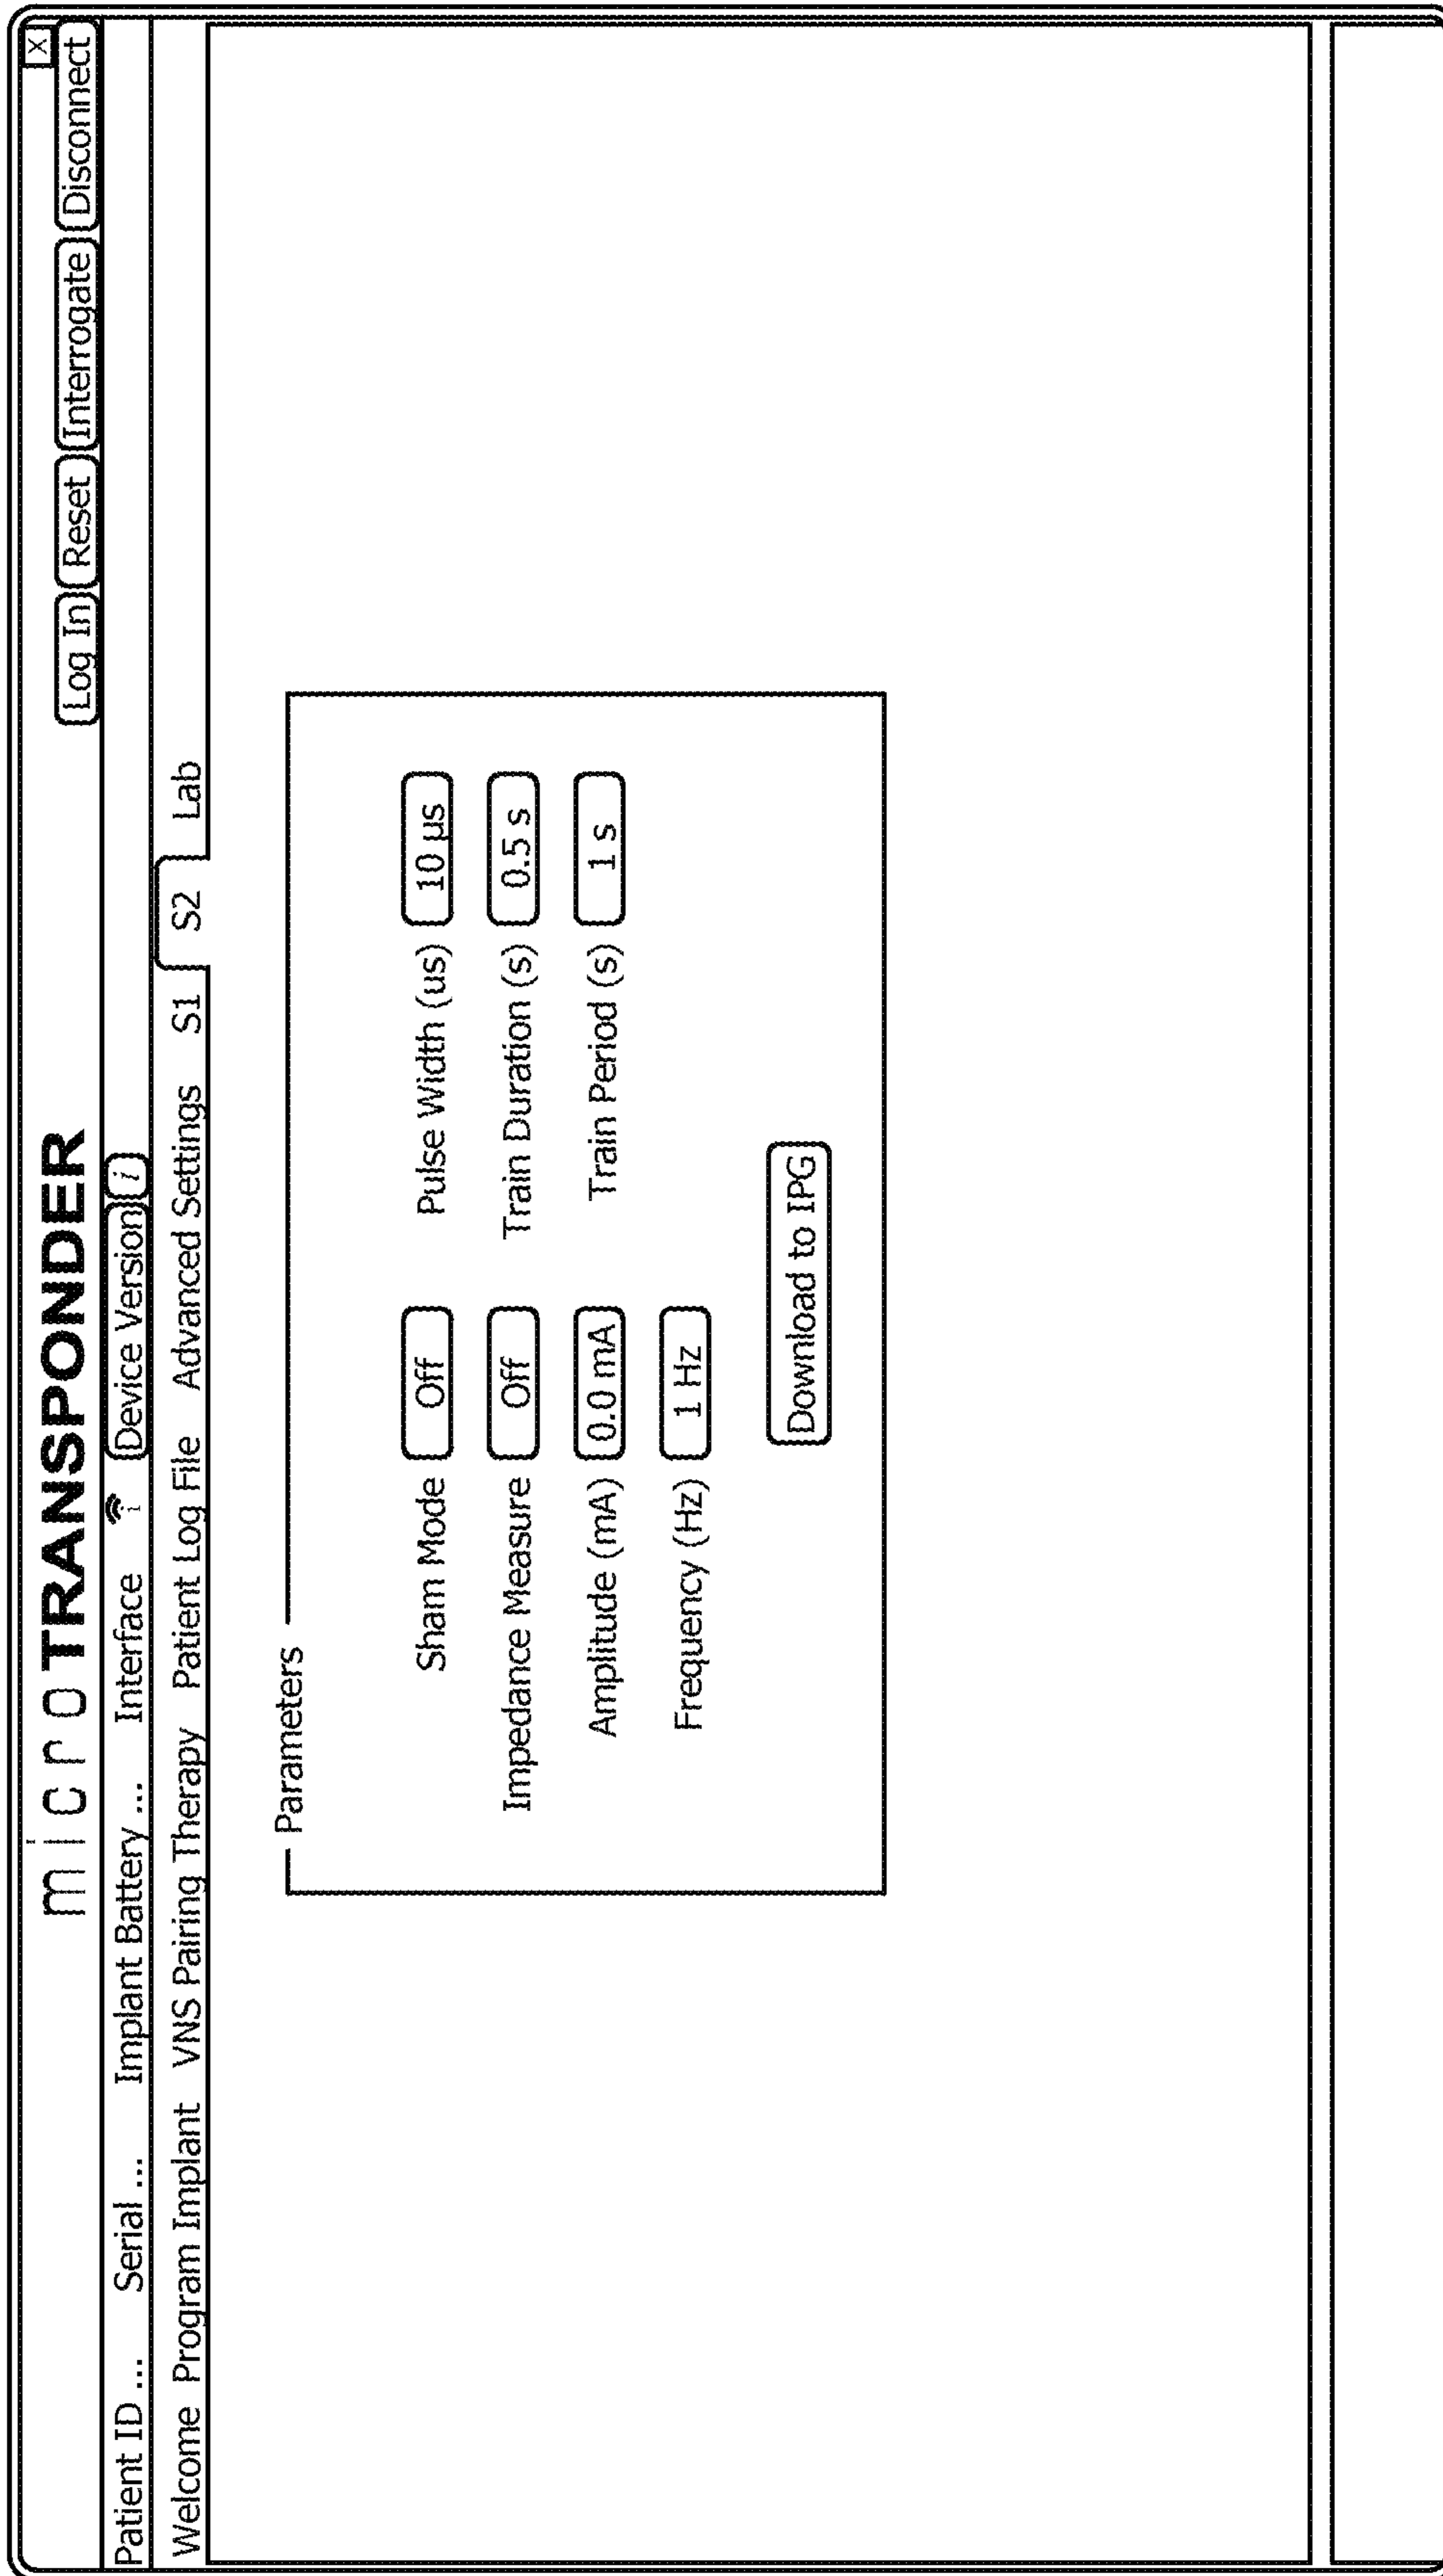 X
micro TRANSPONDER
Log In Reset Interrogate Disconnect
Patient ID ... Serial ... Implant Battery ... Interface Device Version i
Welcome Program Implant VNS Pairing Therapy Patient Log File Advanced Settings S1 S2 Lab
Parameters
Sham Mode Off Pulse Width (us) 10 µs
Impedance Measure Off Train Duration (s) 0.5 s
Amplitude (mA) 0.0 mA Train Period (s) 1 s
Frequency (Hz) 1 Hz
Download to IPG